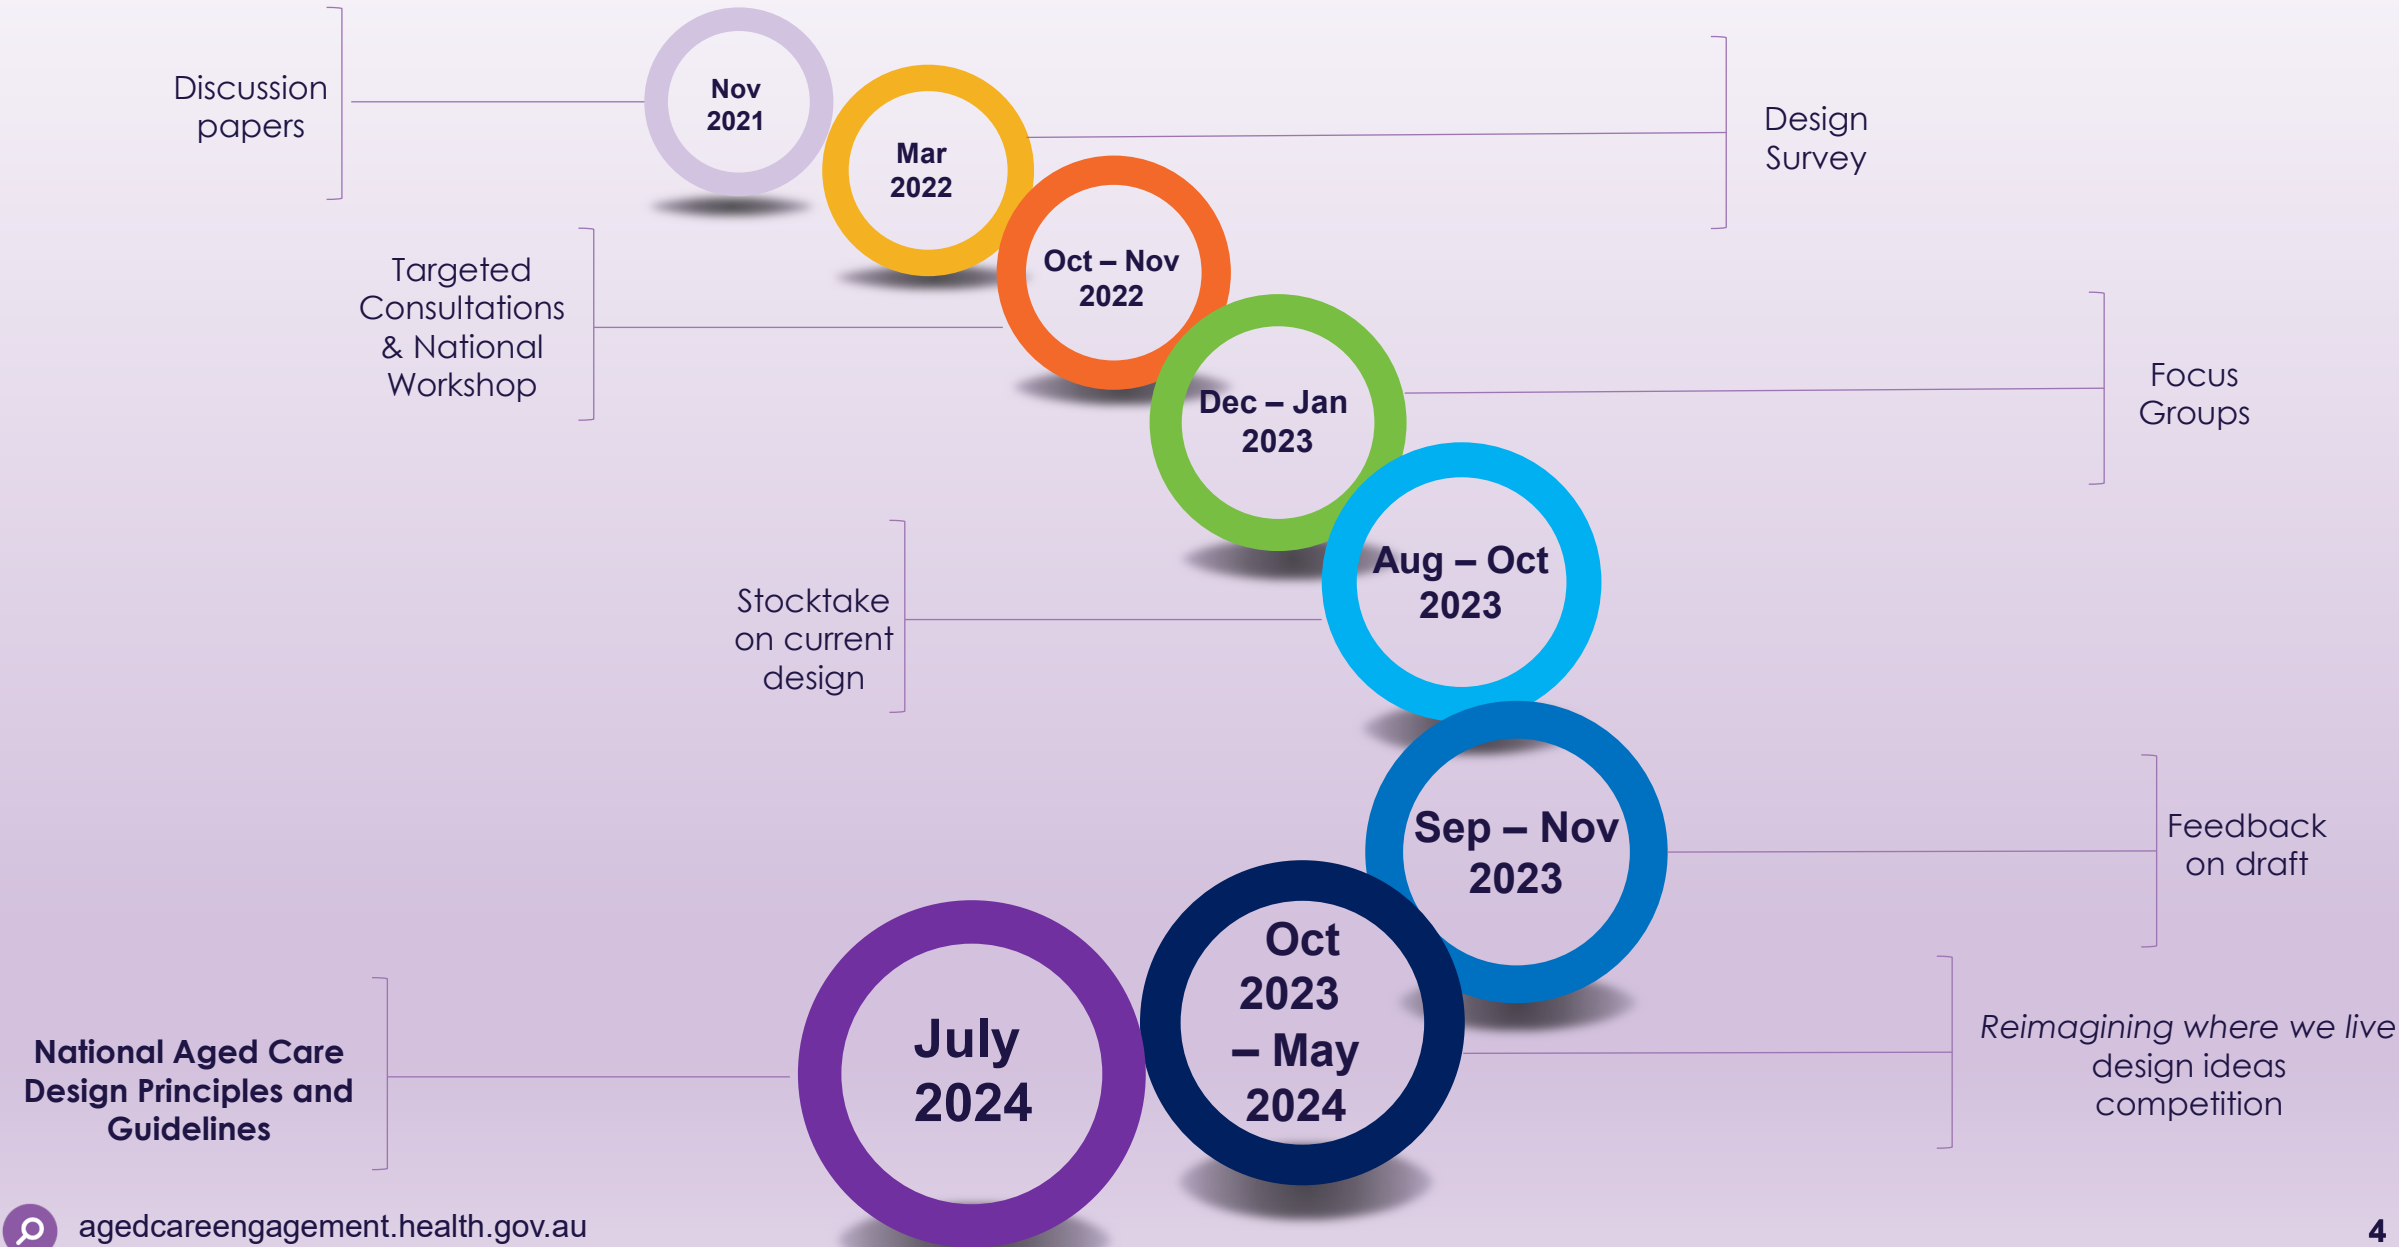 Discussion
papers
Nov
2021
Mar
2022
Design
Survey
Targeted
Consultations
& National
Workshop
Oct – Nov
2022
Dec – Jan
2023
Focus
Groups
Stocktake
on current
design
Aug – Oct
2023
Sep – Nov
2023
Feedback
on draft
Oct
2023
– May
2024
Reimagining where we live
design ideas
competition
July
2024
National Aged Care
Design Principles and
Guidelines
agedcareengagement.health.gov.au
4